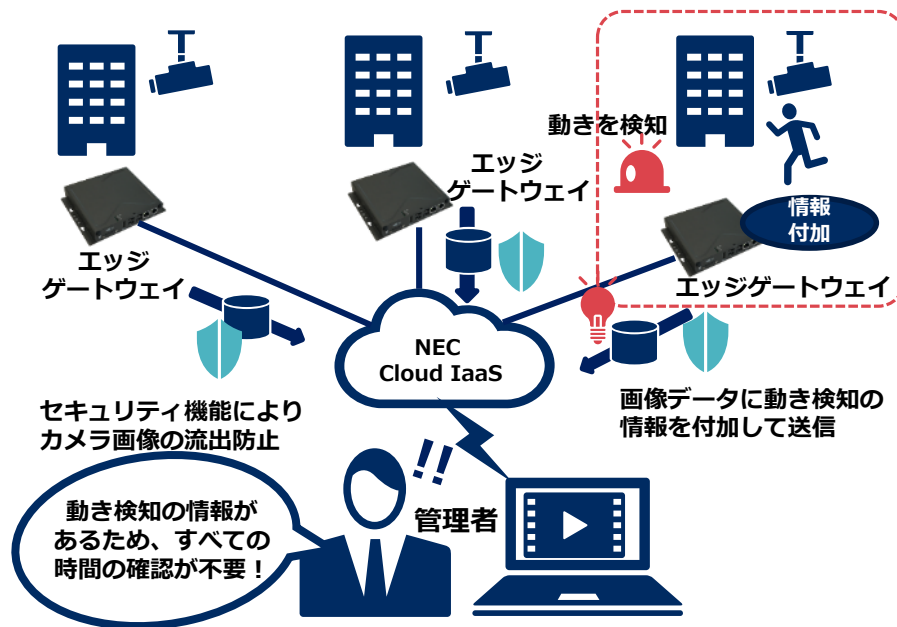 動きを検知
エッジ
ゲートウェイ
情報
付加
エッジ
ゲートウェイ
エッジゲートウェイ
NEC
Cloud IaaS
セキュリティ機能により
カメラ画像の流出防止
画像データに動き検知の
情報を付加して送信
!!
管理者
動き検知の情報が
あるため、すべての
時間の確認が不要！